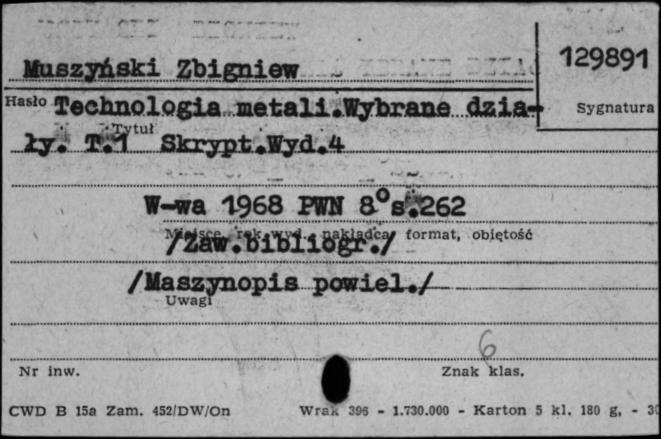 129891
Muszyński Zbigniew
Hasło Technologia metali.Wybrane dzia- Sygnatura
Tytuł
ły. T.1 Skrypt.Wyd.4
W-wa 1968 PWN 8° s.262
Miejsce, rok wyd., nakładca, format, objętość
/Zaw.bibliogr./
/Maszynopis powiel./
Uwagi
6
Nr inw. Znak klas.
CWD B 15a Zam. 452/DW/On Wrak 396 - 1.730.000 - Karton 5 kl. 180 g, - 30